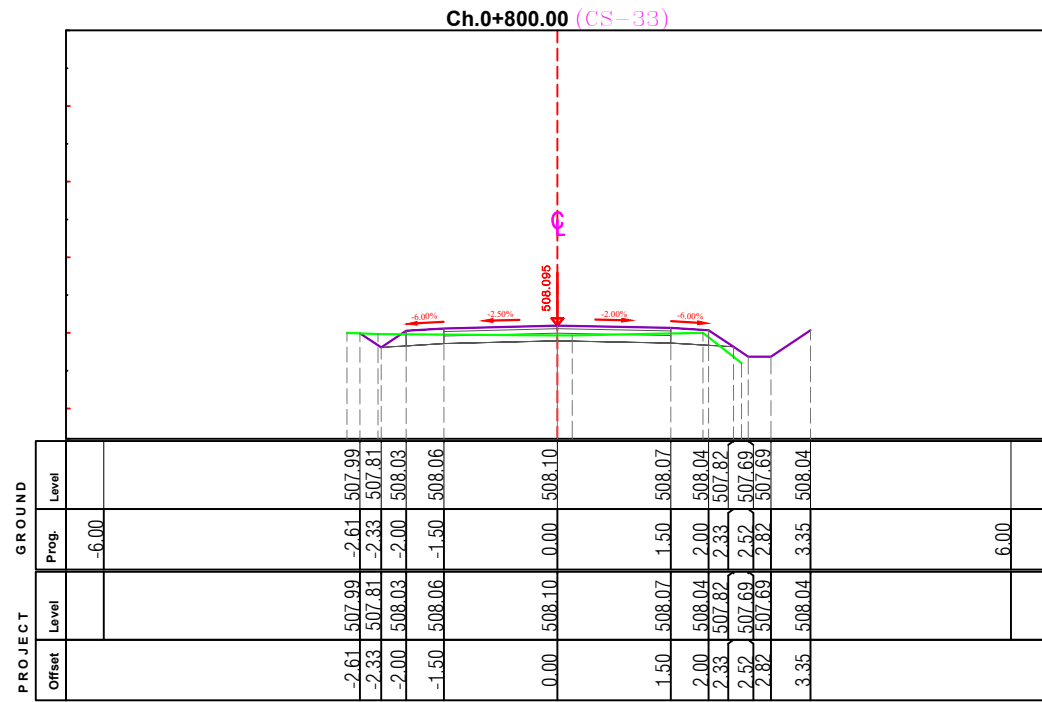 Ch.0+800.00 (CS-33)
℄
508.095
-6.00% -2.50% -2.00% -6.00%
GROUND
Level 507.99 507.81 508.03 508.06 508.10 508.07 508.04 507.82 507.69 507.69 508.04
Prog. -6.00 -2.61 -2.33 -2.00 -1.50 0.00 1.50 2.00 2.33 2.52 2.82 3.35 6.00
PROJECT
Level 507.99 507.81 508.03 508.06 508.10 508.07 508.04 507.82 507.69 507.69 508.04
Offset -2.61 -2.33 -2.00 -1.50 0.00 1.50 2.00 2.33 2.52 2.82 3.35